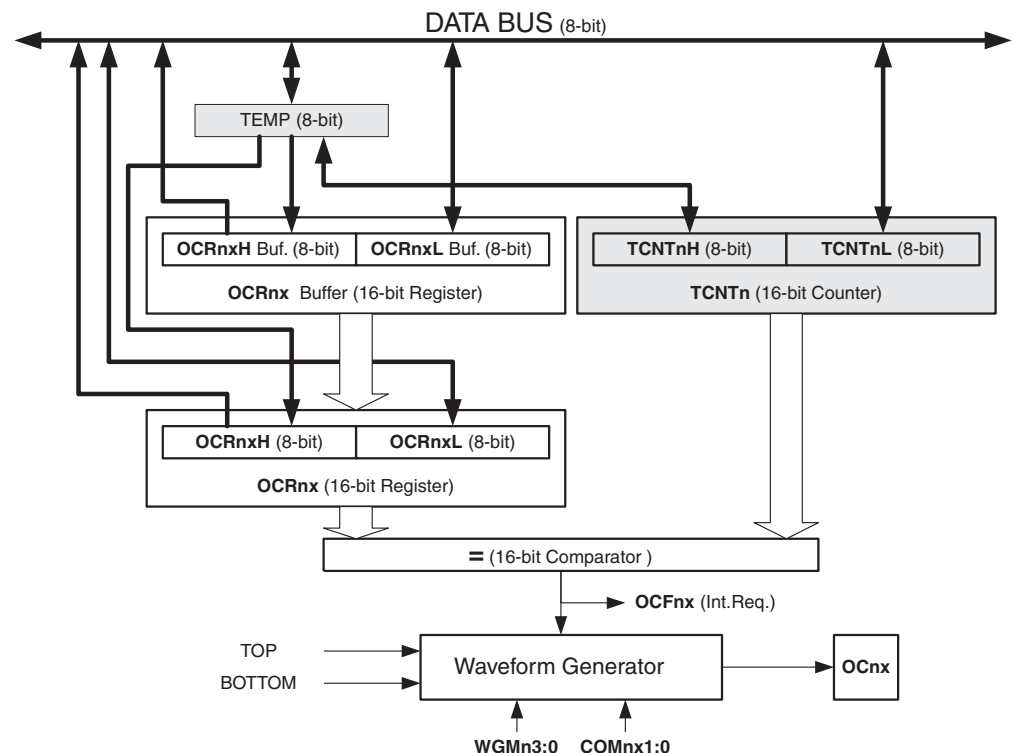 DATA BUS (8-bit)
TEMP (8-bit)
OCRnxH Buf. (8-bit)
OCRnxL Buf. (8-bit)
OCRnx Buffer (16-bit Register)
TCNTnH (8-bit)
TCNTnL (8-bit)
TCNTn (16-bit Counter)
OCRnxH (8-bit)
OCRnxL (8-bit)
OCRnx (16-bit Register)
= (16-bit Comparator )
OCFnx (Int.Req.)
TOP
BOTTOM
Waveform Generator
OCnx
WGMn3:0
COMnx1:0